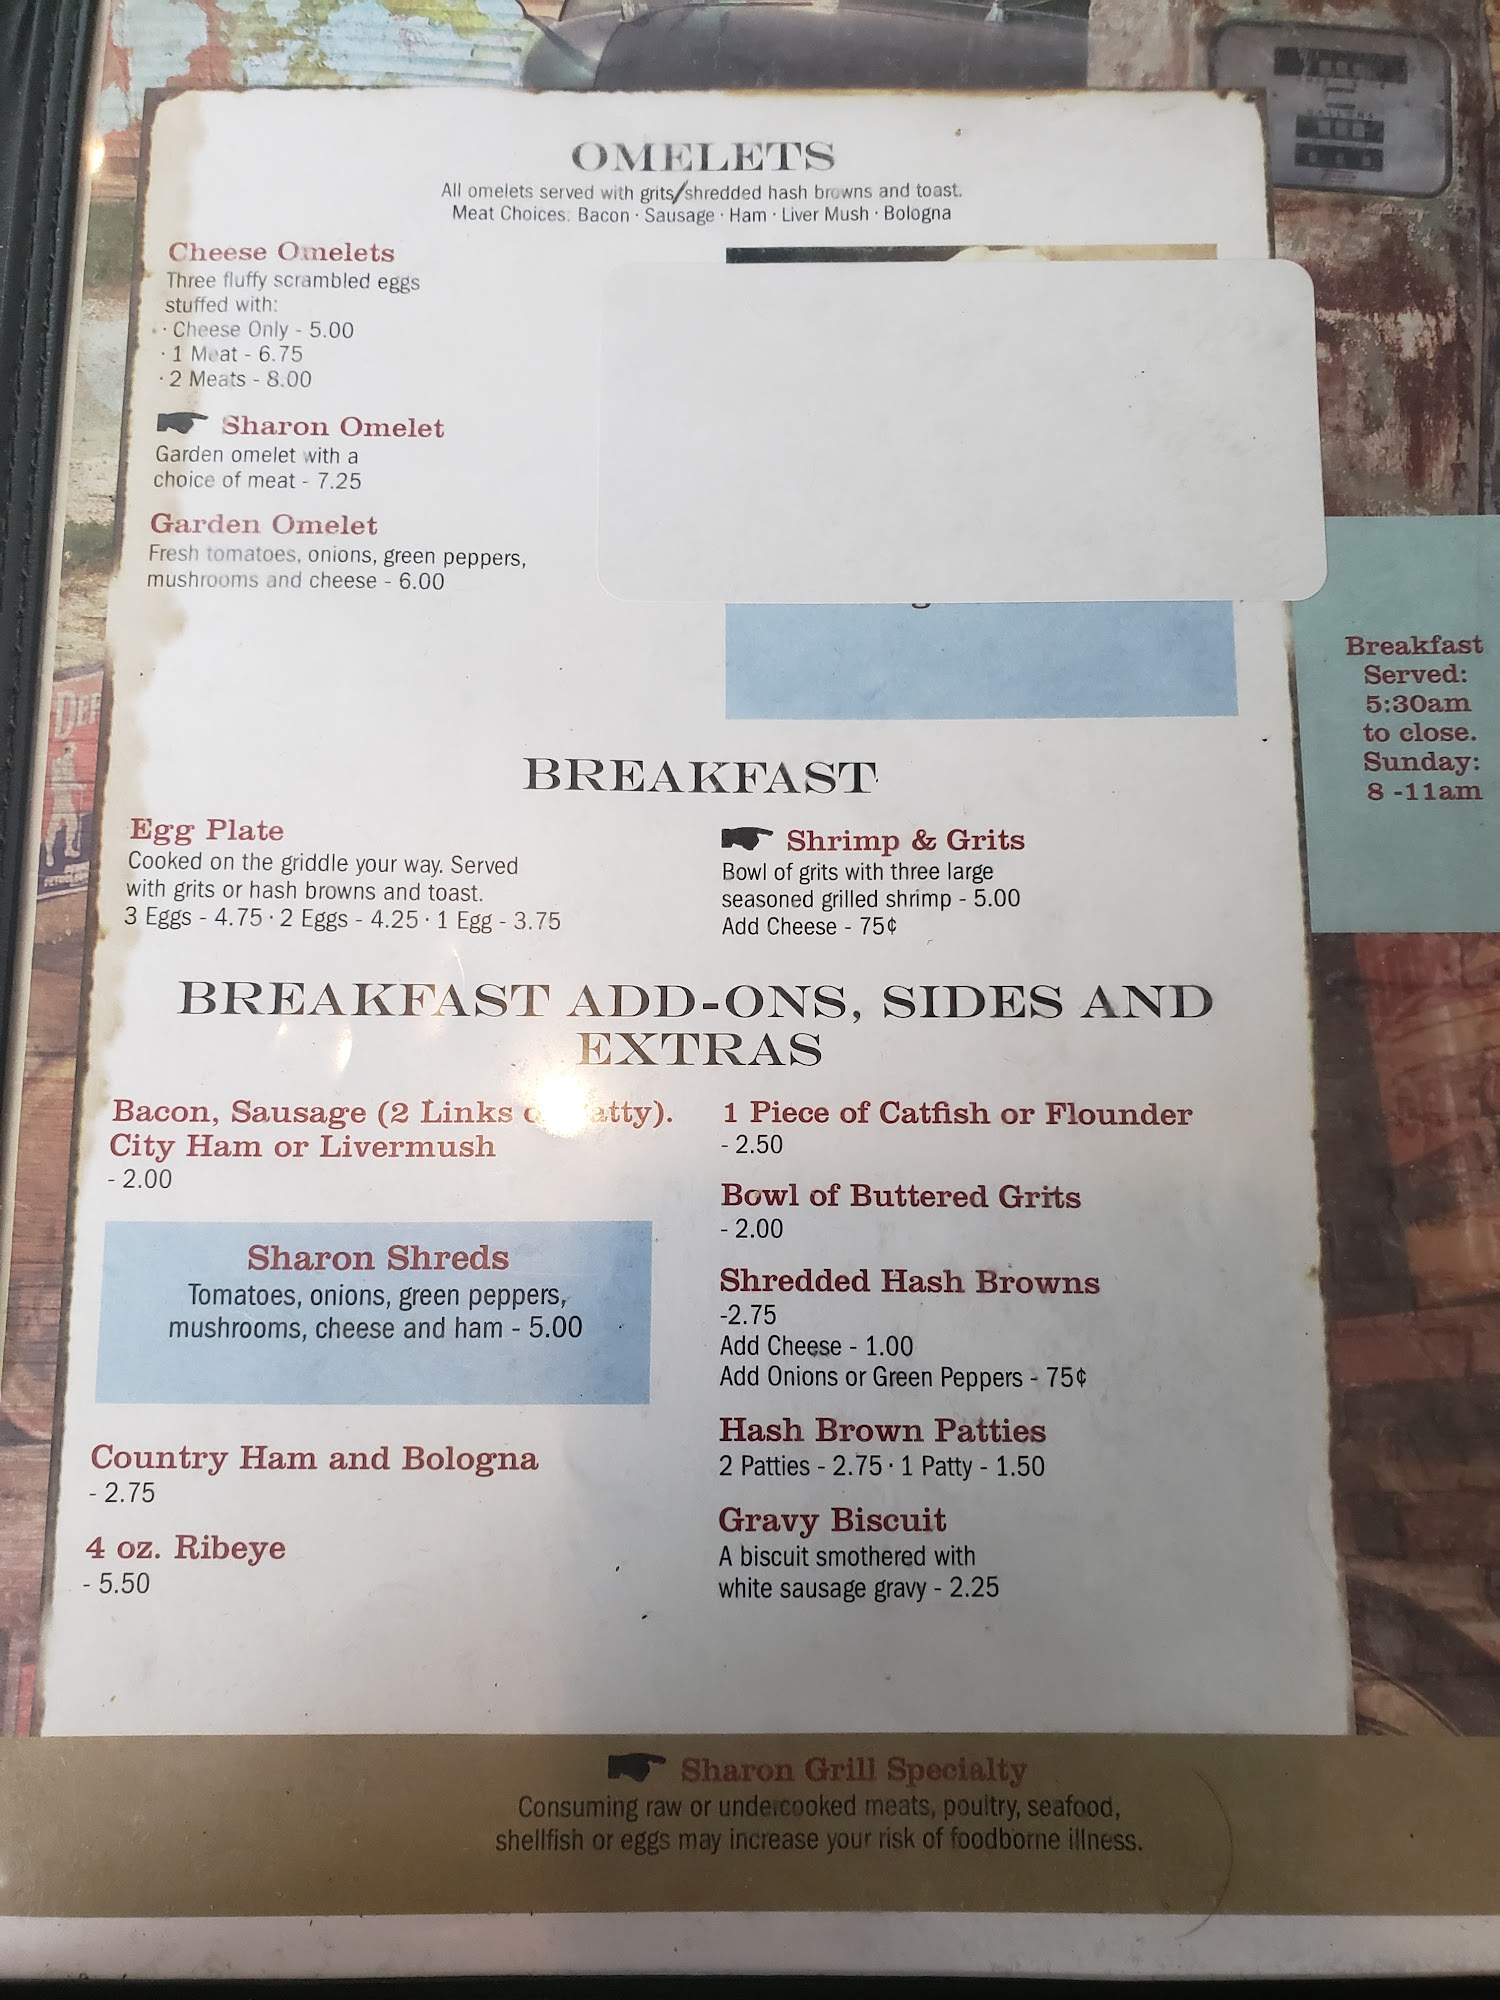 OMELETS
All omelets served with grits/shredded hash browns and toast.
Meat Choices: Bacon · Sausage · Ham · Liver Mush · Bologna
Cheese Omelets
Three fluffy scrambled eggs
stuffed with:
· Cheese Only - 5.00
· 1 Meat - 6.75
· 2 Meats - 8.00
Sharon Omelet
Garden omelet with a
choice of meat - 7.25
Garden Omelet
Fresh tomatoes, onions, green peppers,
mushrooms and cheese - 6.00
Breakfast
Served:
5:30am
to close.
Sunday:
8 -11am
BREAKFAST
Egg Plate
Cooked on the griddle your way. Served
with grits or hash browns and toast.
3 Eggs - 4.75 · 2 Eggs - 4.25 · 1 Egg - 3.75
Shrimp & Grits
Bowl of grits with three large
seasoned grilled shrimp - 5.00
Add Cheese - 75¢
BREAKFAST ADD-ONS, SIDES AND
EXTRAS
Bacon, Sausage (2 Links
City Ham or Livermush
- 2.00
Sharon Shreds
Tomatoes, onions, green peppers,
mushrooms, cheese and ham - 5.00
Country Ham and Bologna
- 2.75
4 oz. Ribeye
- 5.50
1 Piece of Catfish or Flounder
- 2.50
Bowl of Buttered Grits
- 2.00
Shredded Hash Browns
-2.75
Add Cheese - 1.00
Add Onions or Green Peppers - 75¢
Hash Brown Patties
2 Patties - 2.75 · 1 Patty - 1.50
Gravy Biscuit
A biscuit smothered with
white sausage gravy - 2.25
Sharon Grill Specialty
Consuming raw or undercooked meats, poultry, seafood,
shellfish or eggs may increase your risk of foodborne illness.